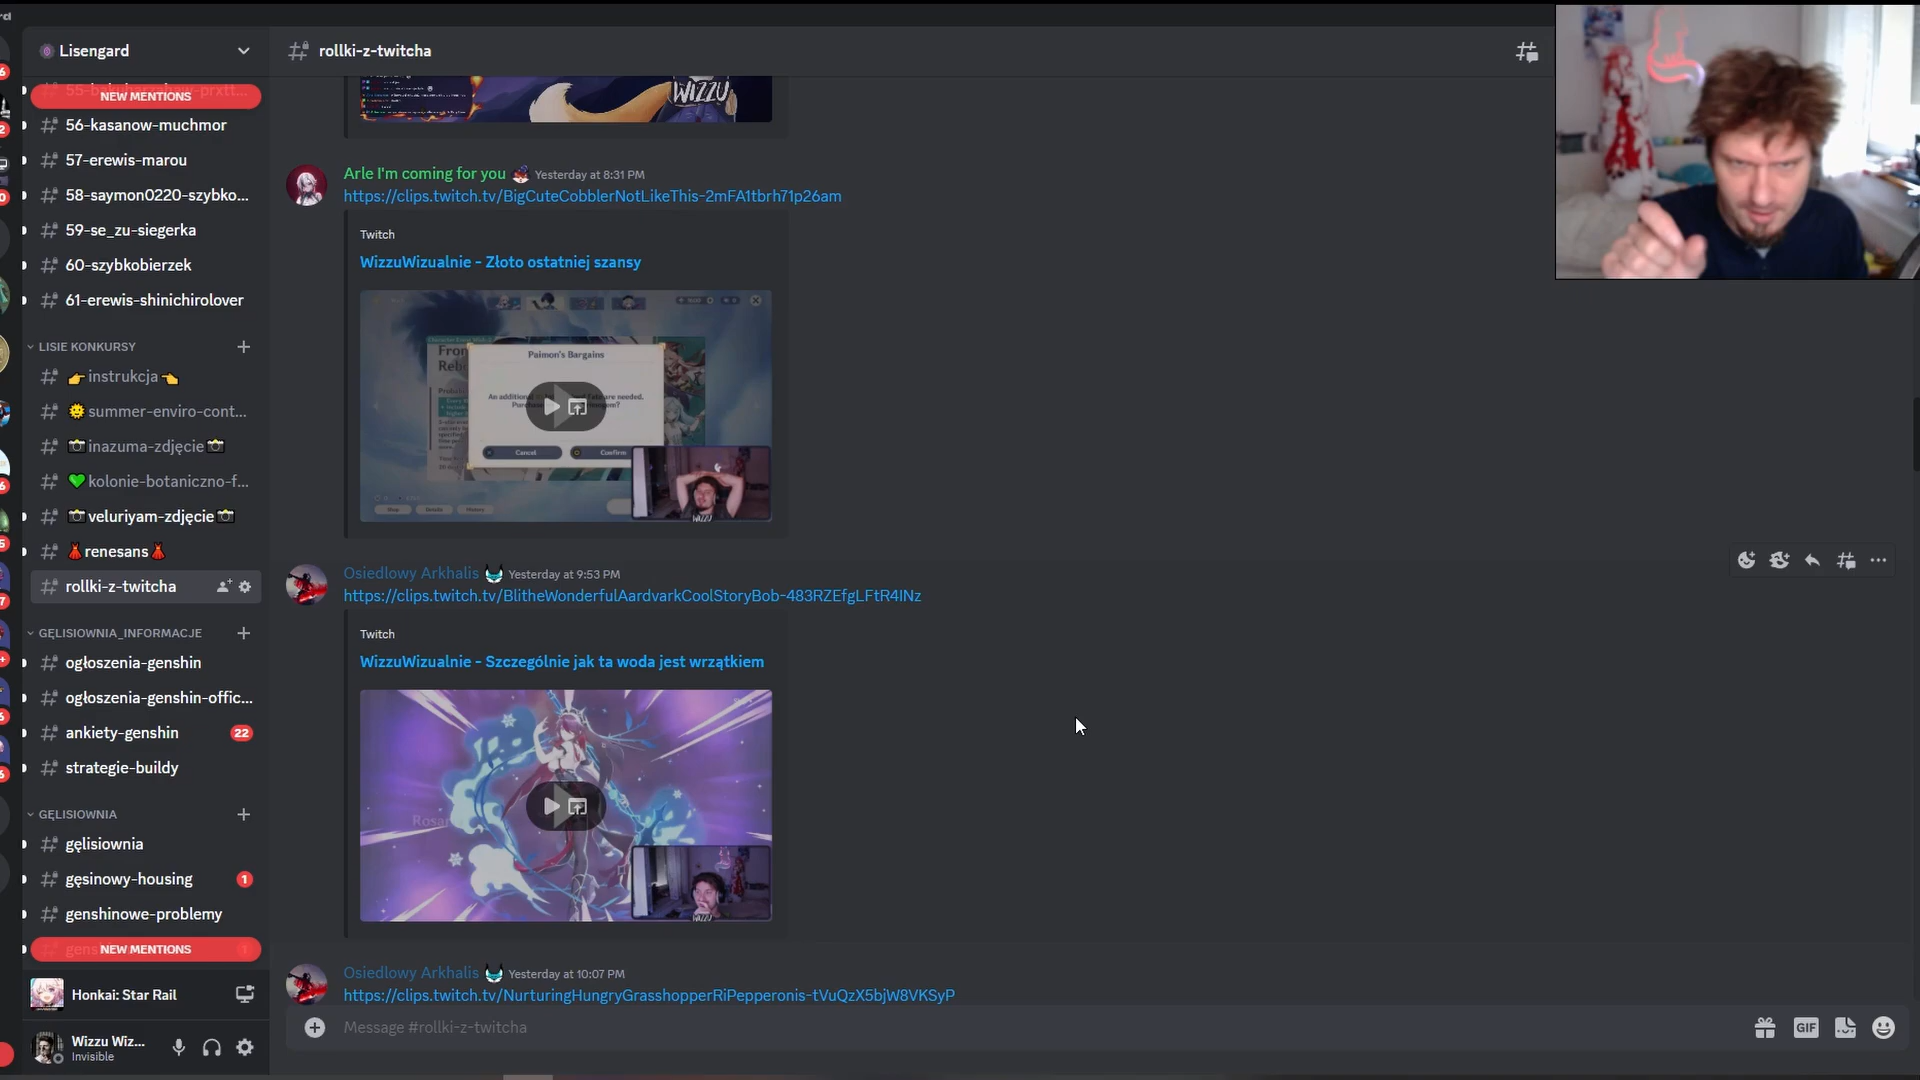 Lisengard
NEW MENTIONS
56-kasanow-muchmor
57-erewis-marou
58-saymon0220-szybko...
59-se_zu-siegerka
60-szybkobierzek
61-erewis-shinichirolover
LISIE KONKURSY
👉instrukcja👈
🌞summer-enviro-cont...
📷inazuma-zdjęcie📷
💚kolonie-botaniczno-f...
📷veluriyam-zdjęcie📷
💃renesans💃
rollki-z-twitcha
GĘLISIOWNIA_INFORMACJE
ogłoszenia-genshin
ogłoszenia-genshin-offic...
ankiety-genshin 22
strategie-buildy
GĘLISIOWNIA
gęlisiownia
gęsinowy-housing 1
genshinowe-problemy
NEW MENTIONS
Honkai: Star Rail
Wizzu Wiz...
Invisible
rollki-z-twitcha
WIZZU
Arle I'm coming for you Yesterday at 8:31 PM
https://clips.twitch.tv/BigCuteCobblerNotLikeThis-2mFA1tbrh71p26am
Twitch
WizzuWizualnie - Złoto ostatniej szansy
Paimon's Bargains
Cancel
Confirm
Osiedlowy Arkhalis Yesterday at 9:53 PM
https://clips.twitch.tv/BlitheWonderfulAardvarkCoolStoryBob-483RZEfgLFtR4INz
Twitch
WizzuWizualnie - Szczególnie jak ta woda jest wrzątkiem
Osiedlowy Arkhalis Yesterday at 10:07 PM
https://clips.twitch.tv/NurturingHungryGrasshopperRiPepperonis-tVuQzX5bjW8VKSyP
Message #rollki-z-twitcha
GIF